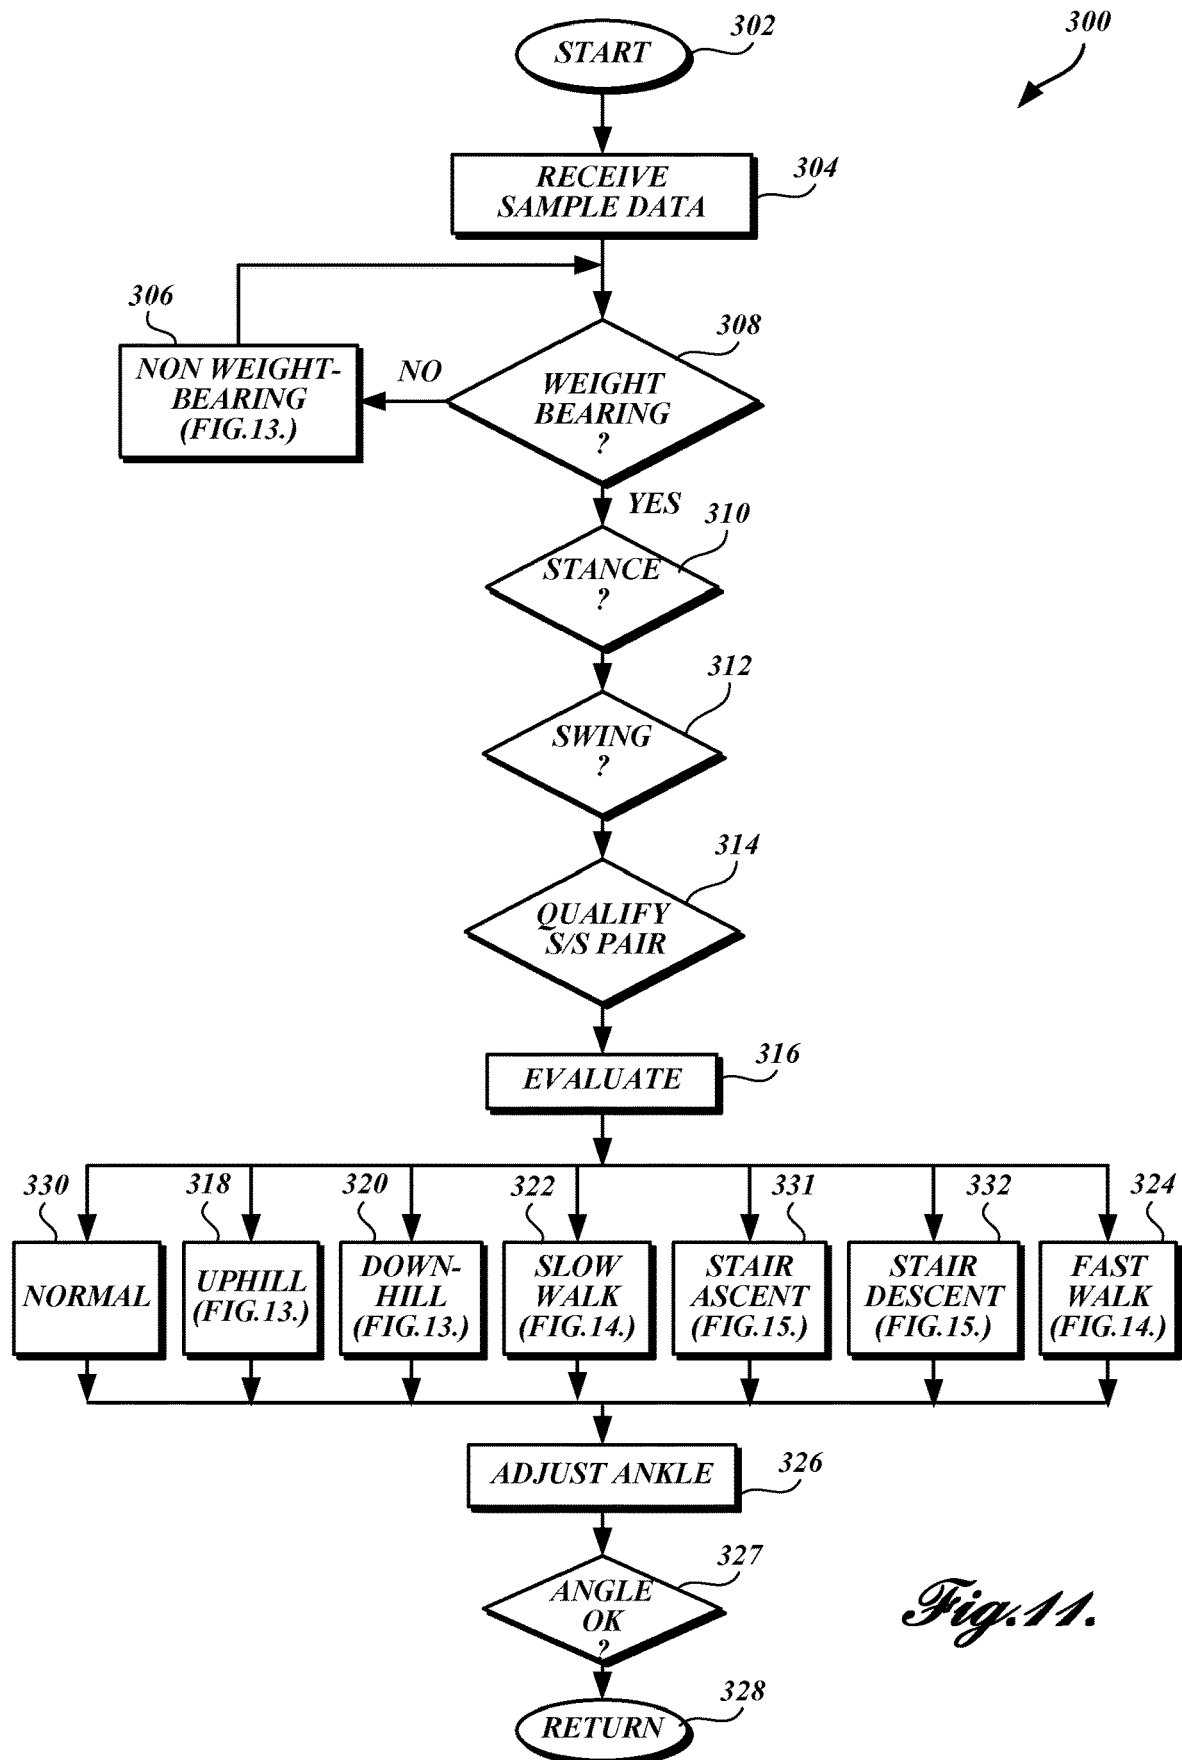 302
START
300
RECEIVE
SAMPLE DATA
304
306
NON WEIGHT-
BEARING
(FIG.13.)
NO
308
WEIGHT
BEARING
?
YES
310
STANCE
?
312
SWING
?
314
QUALIFY
S/S PAIR
EVALUATE
316
330
NORMAL
318
UPHILL
(FIG.13.)
320
DOWN-
HILL
(FIG.13.)
322
SLOW
WALK
(FIG.14.)
331
STAIR
ASCENT
(FIG.15.)
332
STAIR
DESCENT
(FIG.15.)
324
FAST
WALK
(FIG.14.)
ADJUST ANKLE
326
327
ANGLE
OK
?
328
RETURN
Fig.11.